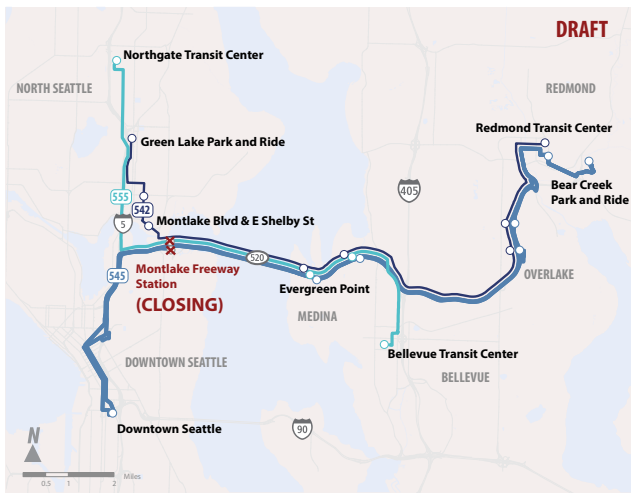 DRAFT
Northgate Transit Center
NORTH SEATTLE
REDMOND
Redmond Transit Center
Green Lake Park and Ride
Bear Creek
Park and Ride
405
555
542
5
Montlake Blvd & E Shelby St
520
545
Montlake Freeway
Station
(CLOSING)
Evergreen Point
OVERLAKE
MEDINA
Bellevue Transit Center
DOWNTOWN SEATTLE
BELLEVUE
Downtown Seattle
90
N
0.5 1 2 Miles